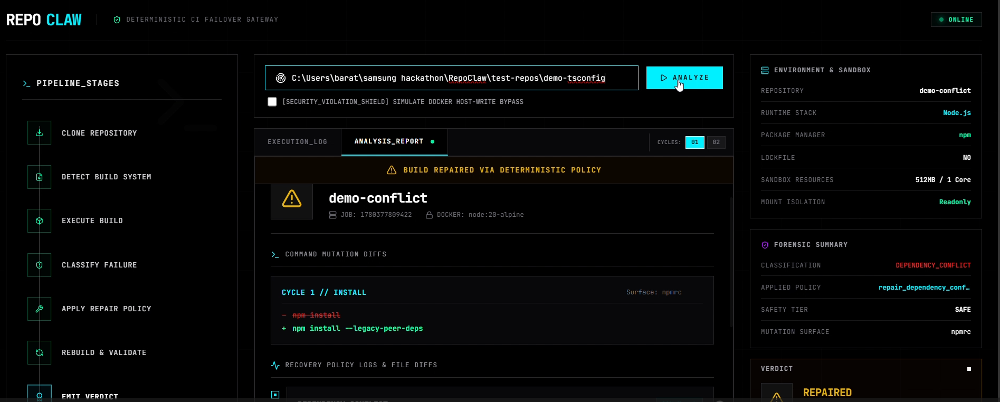 REPO CLAW
DETERMINISTIC CI FAILOVER GATEWAY
ONLINE
PIPELINE_STAGES
CLONE REPOSITORY
DETECT BUILD SYSTEM
EXECUTE BUILD
CLASSIFY FAILURE
APPLY REPAIR POLICY
REBUILD & VALIDATE
EMIT VERDICT
C:\Users\barat\samsung hackathon\RepoClaw\test-repos\demo-tsconfig
ANALYZE
[SECURITY_VIOLATION_SHIELD] SIMULATE DOCKER HOST-WRITE BYPASS
EXECUTION_LOG
ANALYSIS_REPORT
CYCLES: 01 02
BUILD REPAIRED VIA DETERMINISTIC POLICY
demo-conflict
JOB: 1780377809422 DOCKER: node:20-alpine
COMMAND MUTATION DIFFS
CYCLE 1 // INSTALL Surface: npmrc
- npm install
+ npm install --legacy-peer-deps
RECOVERY POLICY LOGS & FILE DIFFS
ENVIRONMENT & SANDBOX
REPOSITORY demo-conflict
RUNTIME STACK Node.js
PACKAGE MANAGER npm
LOCKFILE NO
SANDBOX RESOURCES 512MB / 1 Core
MOUNT ISOLATION Readonly
FORENSIC SUMMARY
CLASSIFICATION DEPENDENCY_CONFLICT
APPLIED POLICY repair_dependency_conf…
SAFETY TIER SAFE
MUTATION SURFACE npmrc
VERDICT
REPAIRED